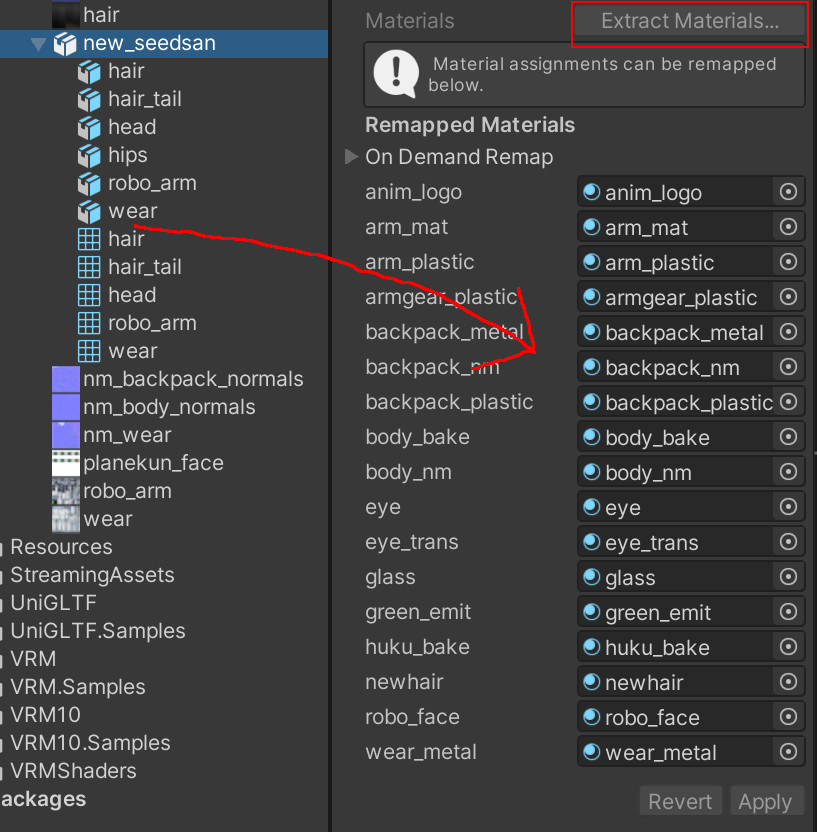 hair
new_seedsan
hair
hair_tail
head
hips
robo_arm
wear
hair
hair_tail
head
robo_arm
wear
nm_backpack_normals
nm_body_normals
nm_wear
planekun_face
robo_arm
wear
Resources
StreamingAssets
UniGLTF
UniGLTF.Samples
VRM
VRM.Samples
VRM10
VRM10.Samples
VRMShaders
ackages
Materials Extract Materials...
Material assignments can be remapped
below.
Remapped Materials
On Demand Remap
anim_logo anim_logo
arm_mat arm_mat
arm_plastic arm_plastic
armgear_plastic armgear_plastic
backpack_metal backpack_metal
backpack_nm backpack_nm
backpack_plastic backpack_plastic
body_bake body_bake
body_nm body_nm
eye eye
eye_trans eye_trans
glass glass
green_emit green_emit
huku_bake huku_bake
newhair newhair
robo_face robo_face
wear_metal wear_metal
Revert Apply